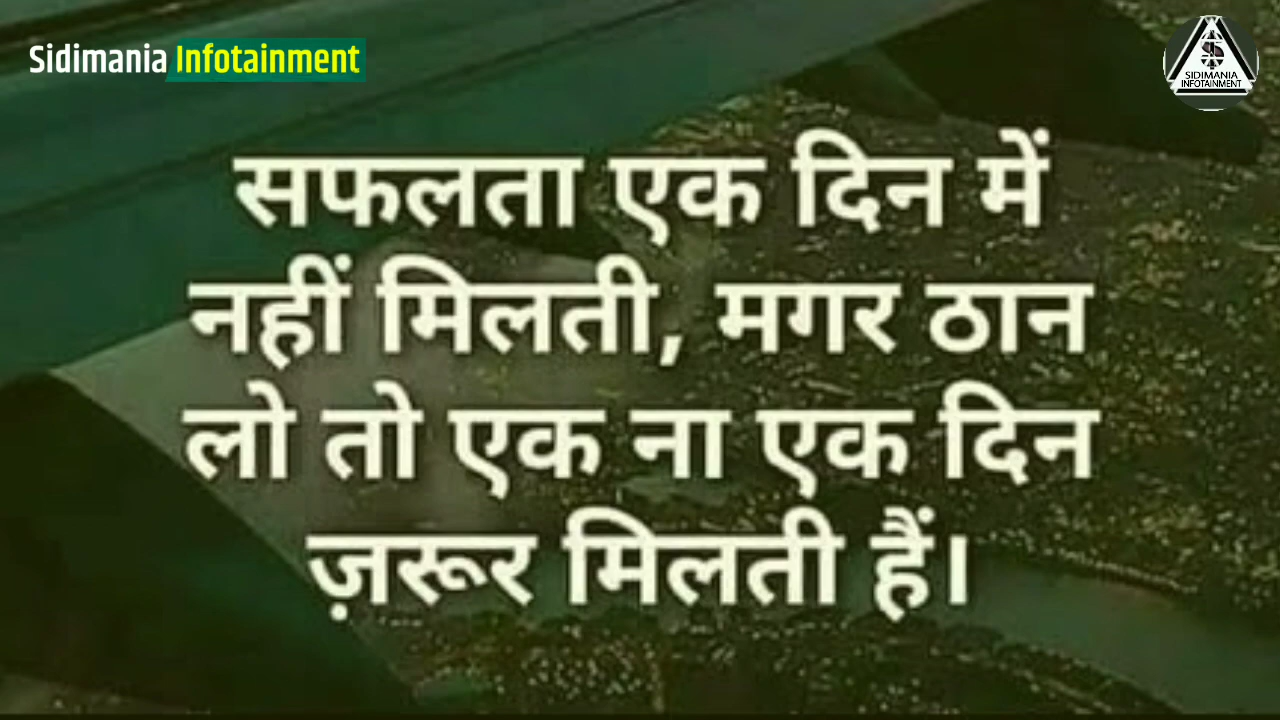 Sidimania Infotainment
SIDIMANIA
INFOTAINMENT
सफलता एक दिन में
नहीं मिलती, मगर ठान
लो तो एक ना एक दिन
ज़रूर मिलती हैं।